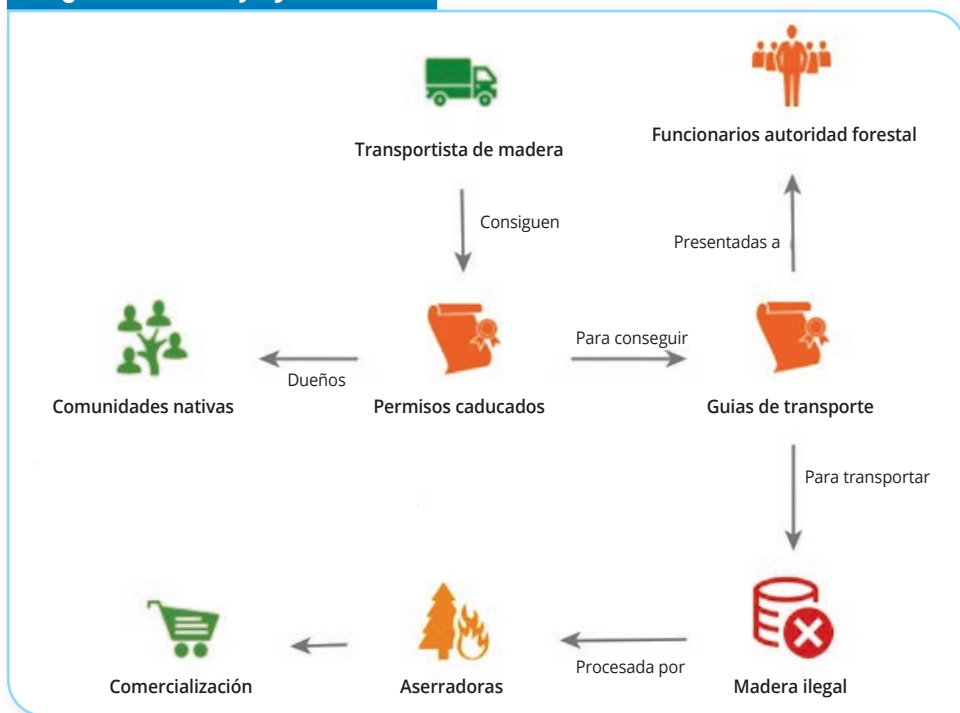 Transportista de madera
Funcionarios autoridad forestal
Consiguen
Presentadas a
Para conseguir
Dueños
Comunidades nativas
Permisos caducados
Guias de transporte
Para transportar
Procesada por
Comercialización
Aserradoras
Madera ilegal